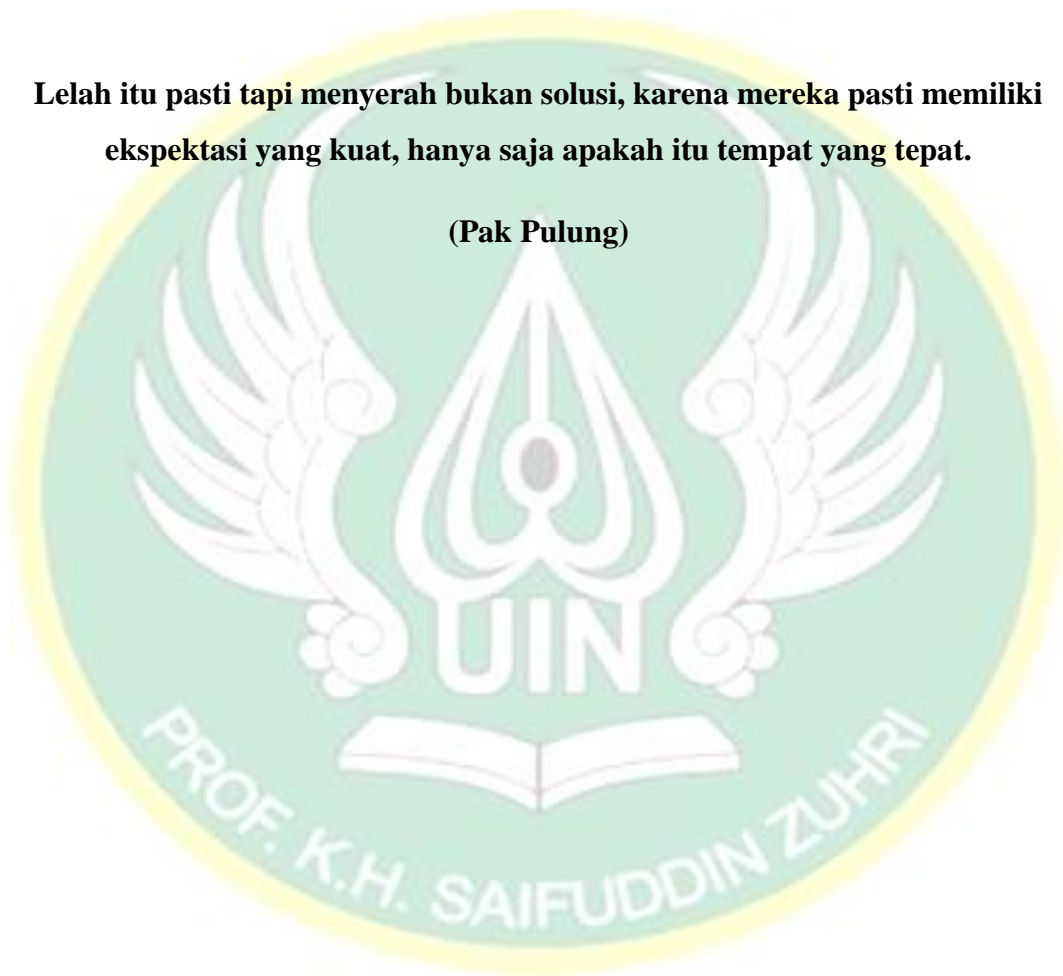 Lelah itu pasti tapi menyerah bukan solusi, karena mereka pasti memiliki
ekspektasi yang kuat, hanya saja apakah itu tempat yang tepat.
(Pak Pulung)
UIN
PROF. K.H. SAIFUDDIN ZUHRI